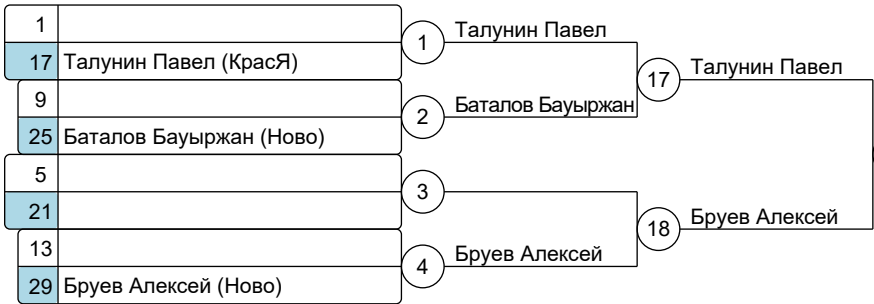 1
17 Талунин Павел (КрасЯ)
9
25 Баталов Бауыржан (Ново)
5
21
13
29 Бруев Алексей (Ново)
1 Талунин Павел
2 Баталов Бауыржан
3
4 Бруев Алексей
17 Талунин Павел
18 Бруев Алексей